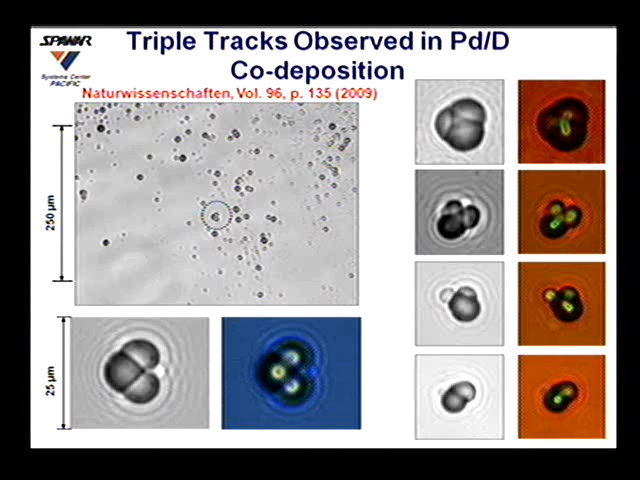 SPAWAR
Systems Center
PACIFIC
Triple Tracks Observed in Pd/D
Co-deposition
Naturwissenschaften, Vol. 96, p. 135 (2009)
250 µm
25 µm